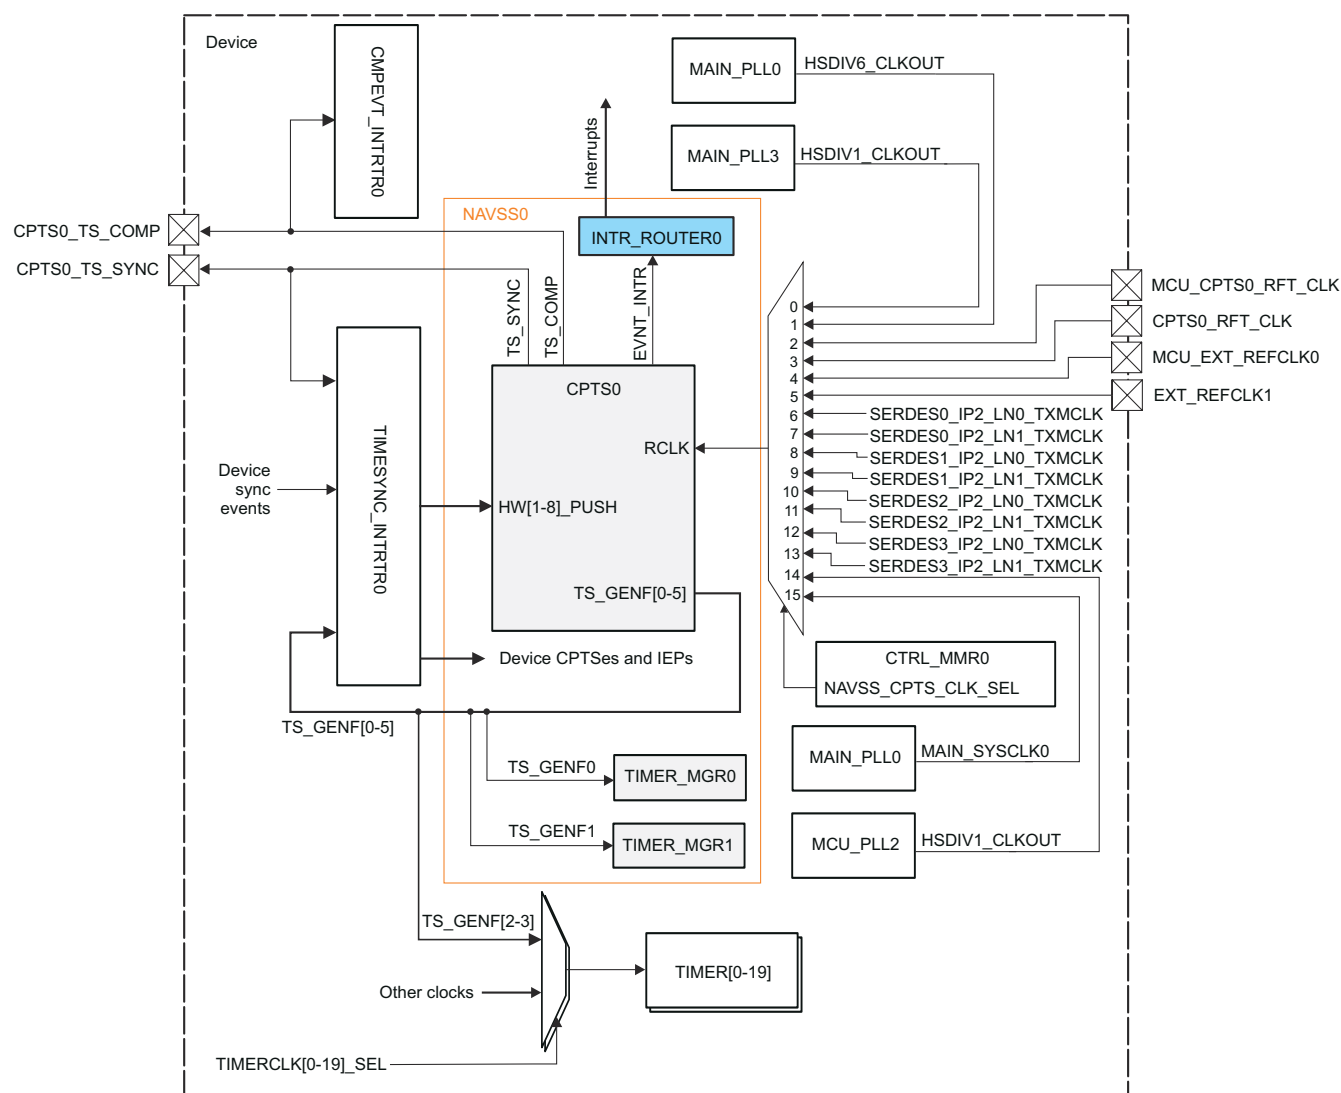 Device
CMPEVT_INTRTR0
MAIN_PLL0
HSDIV6_CLKOUT
MAIN_PLL3
HSDIV1_CLKOUT
Interrupts
NAVSS0
INTR_ROUTER0
CPTS0_TS_COMP
CPTS0_TS_SYNC
TS_SYNC
TS_COMP
EVNT_INTR
MCU_CPTS0_RFT_CLK
CPTS0_RFT_CLK
MCU_EXT_REFCLK0
EXT_REFCLK1
0
1
2
3
4
5
6
7
8
9
10
11
12
13
14
15
SERDES0_IP2_LN0_TXMCLK
SERDES0_IP2_LN1_TXMCLK
SERDES1_IP2_LN0_TXMCLK
SERDES1_IP2_LN1_TXMCLK
SERDES2_IP2_LN0_TXMCLK
SERDES2_IP2_LN1_TXMCLK
SERDES3_IP2_LN0_TXMCLK
SERDES3_IP2_LN1_TXMCLK
CPTS0
RCLK
HW[1-8]_PUSH
TS_GENF[0-5]
TIMESYNC_INTRTR0
Device
sync
events
Device CPTSes and IEPs
TS_GENF[0-5]
CTRL_MMR0
NAVSS_CPTS_CLK_SEL
TS_GENF0
TIMER_MGR0
TS_GENF1
TIMER_MGR1
MAIN_PLL0
MAIN_SYSCLK0
MCU_PLL2
HSDIV1_CLKOUT
TS_GENF[2-3]
Other clocks
TIMER[0-19]
TIMERCLK[0-19]_SEL